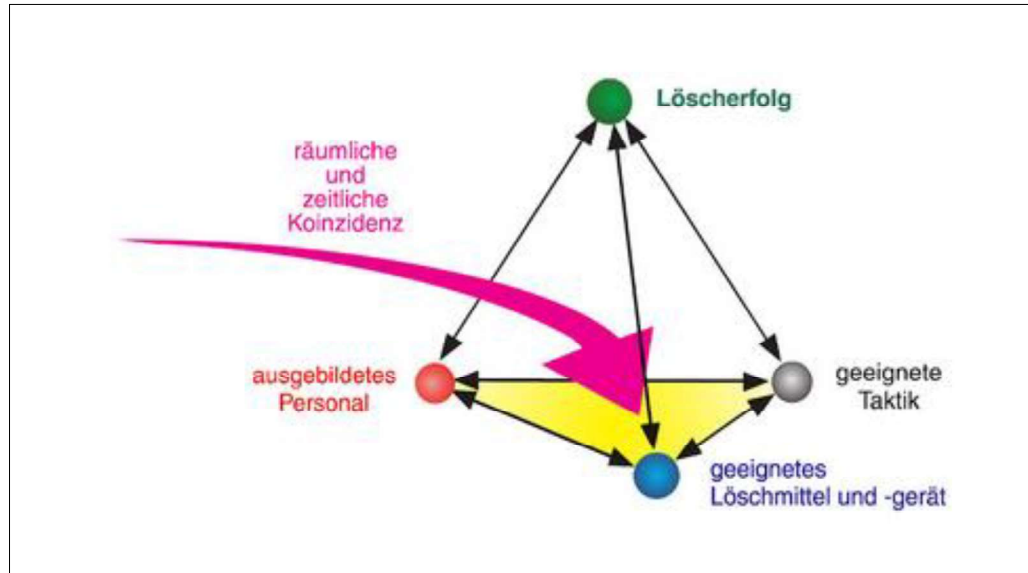 Löscherfolg
räumliche
und
zeitliche
Koinzidenz
ausgebildetes
Personal
geeignete
Taktik
geeignetes
Löschmittel und -gerät